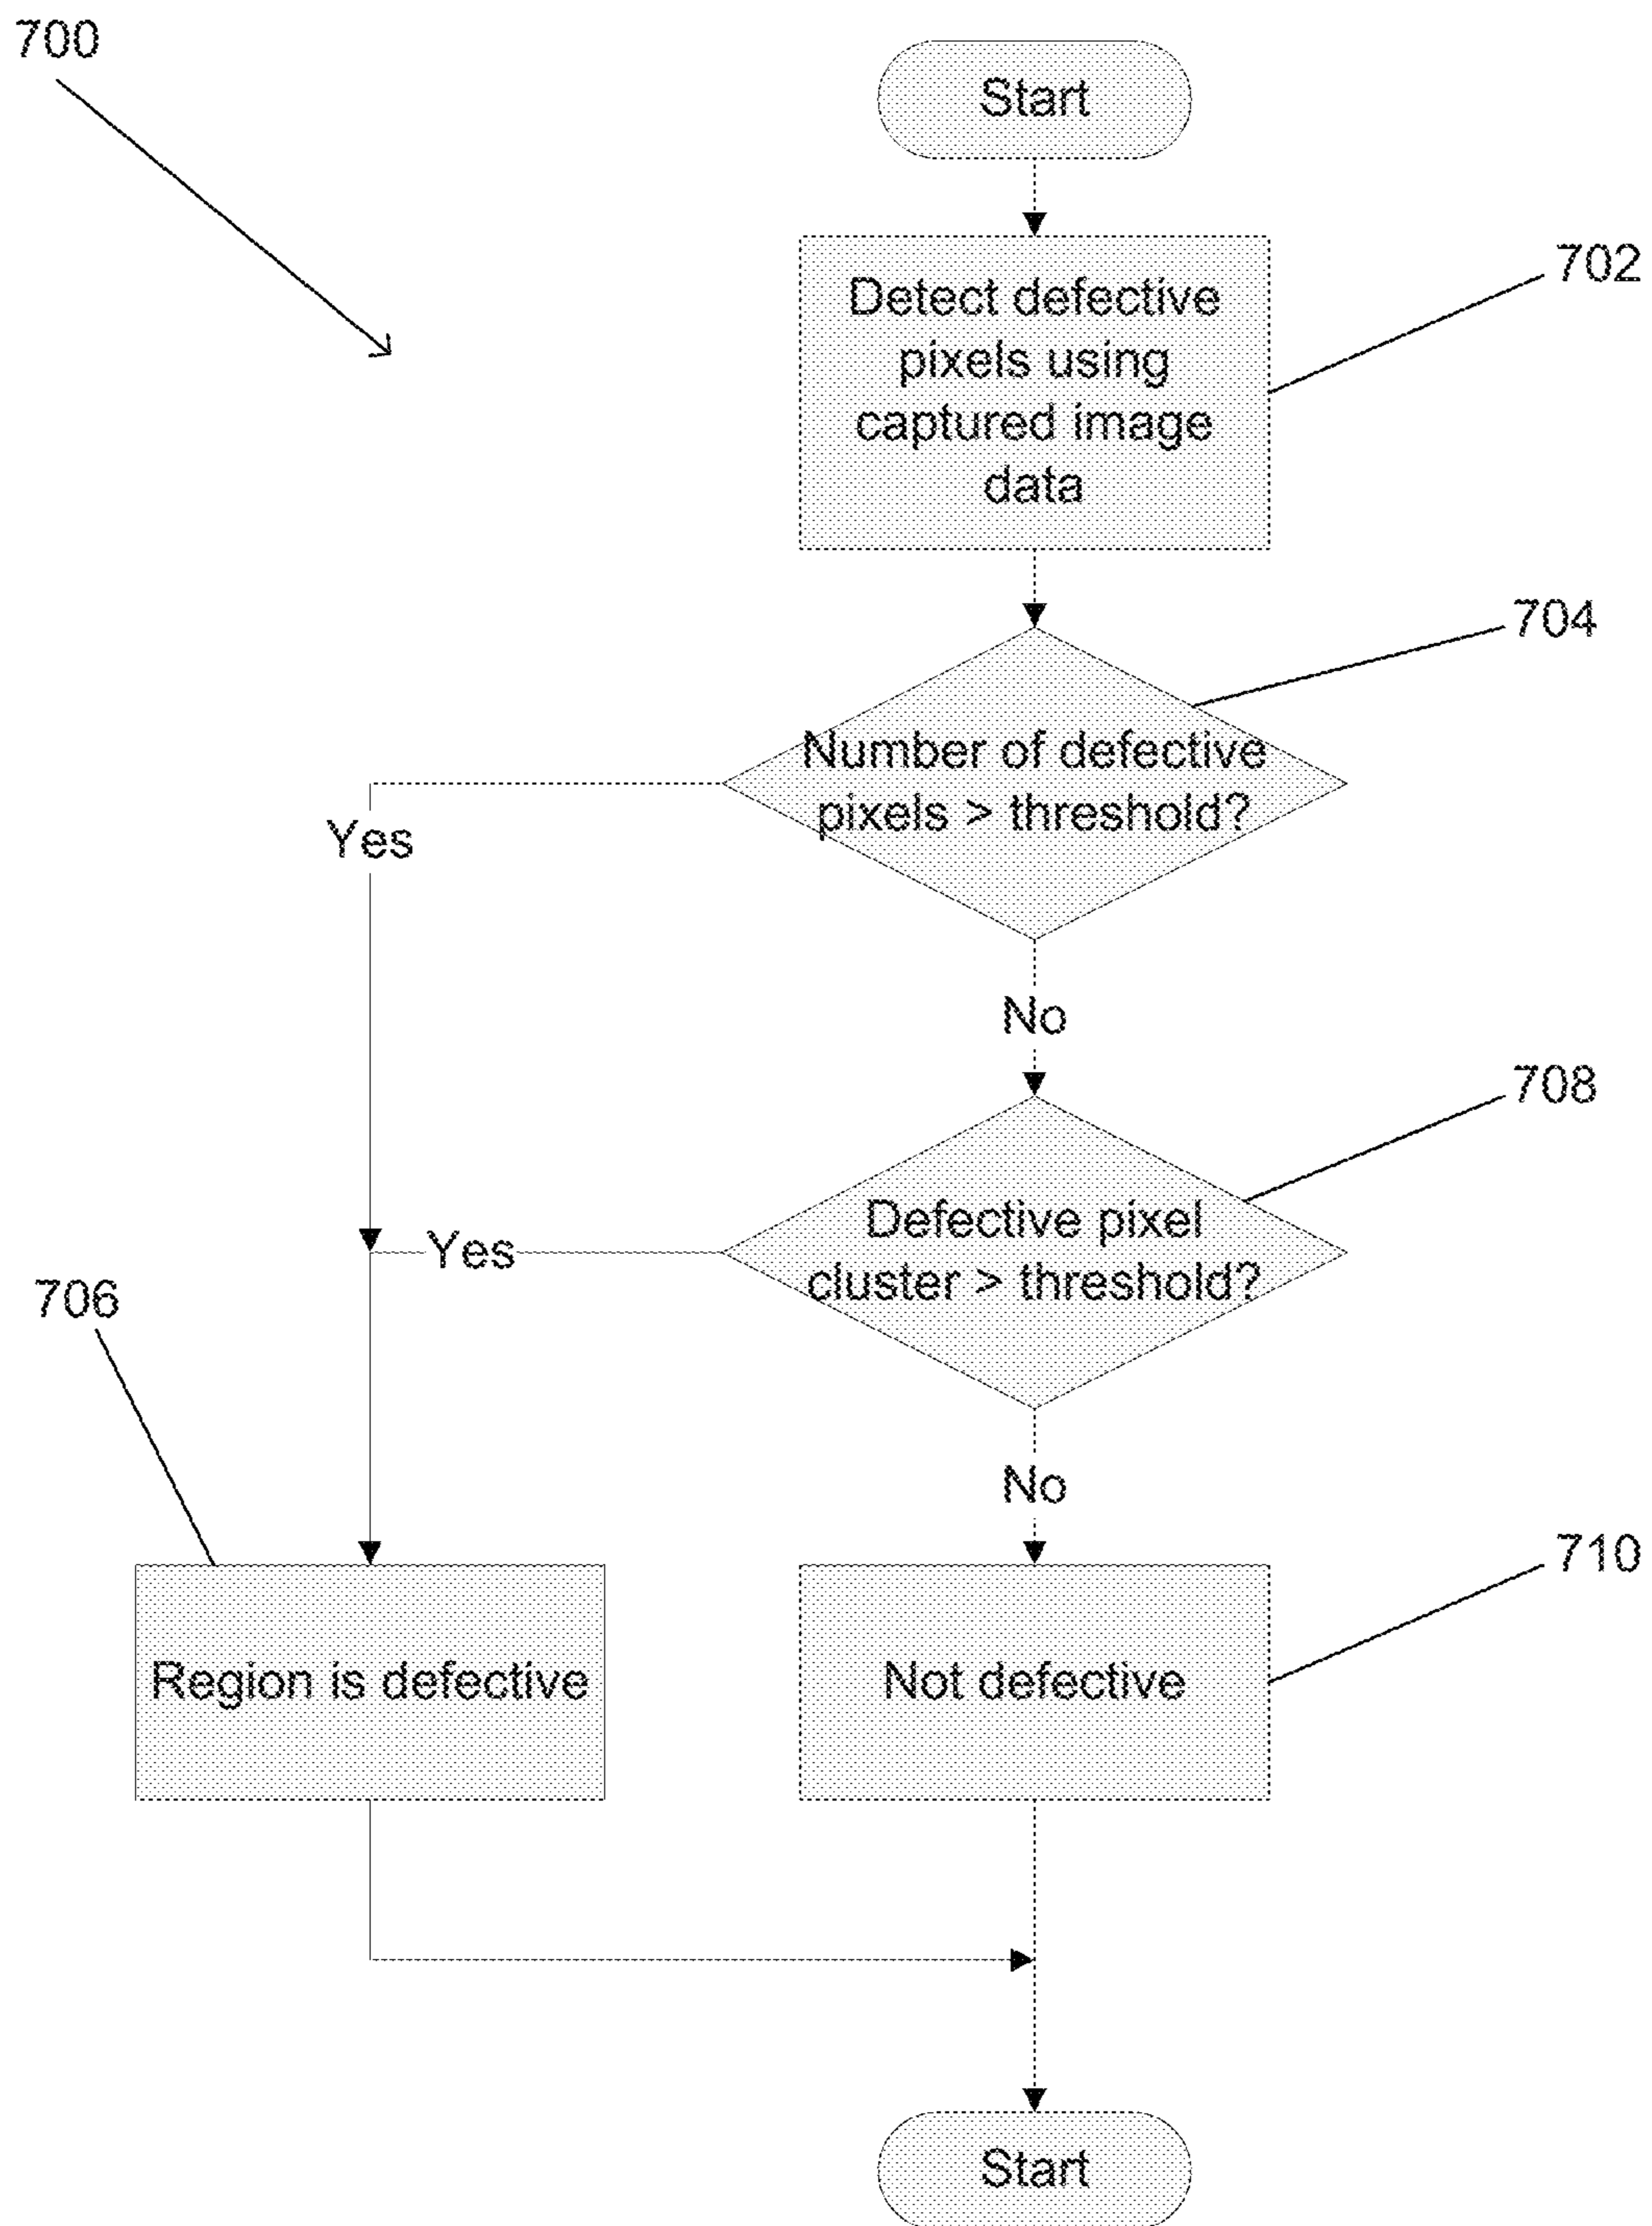 700
Start
702
Detect defective
pixels using
captured image
data
704
Number of defective
pixels > threshold?
Yes
No
708
Defective pixel
cluster > threshold?
Yes
706
No
710
Region is defective
Not defective
Start